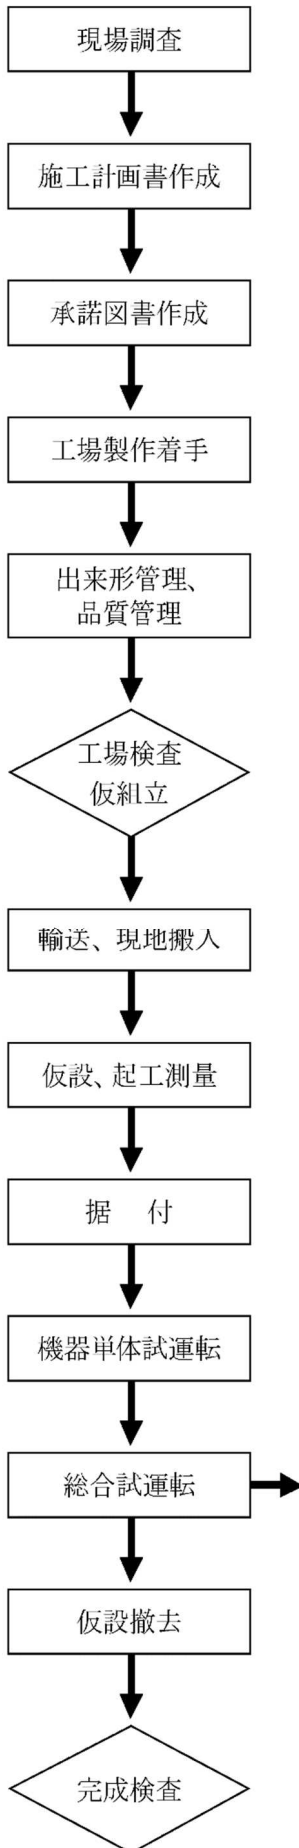 現場調査
施工計画書作成
承諾図書作成
工場製作着手
出来形管理、
品質管理
工場検査
仮組立
輸送、現地搬入
仮設、起工測量
据　付
機器単体試運転
総合試運転
仮設撤去
完成検査